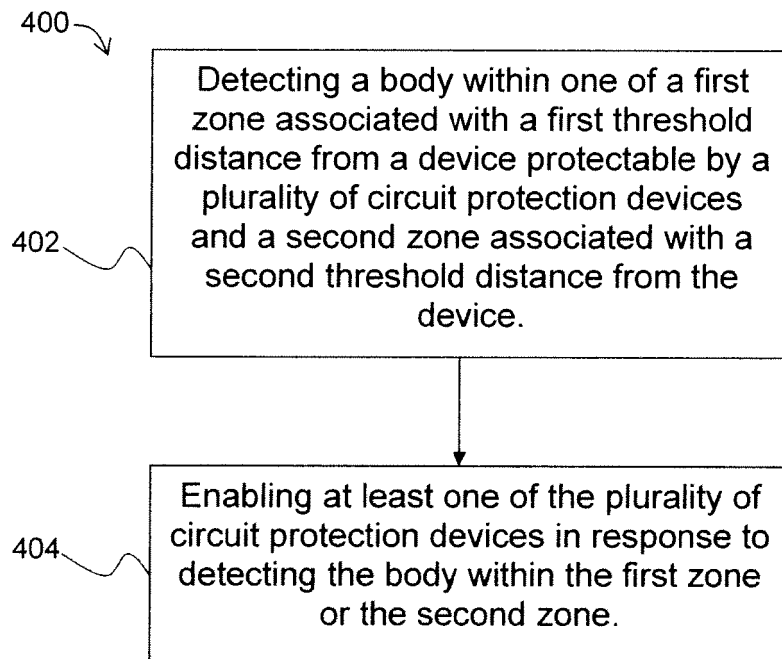 400
Detecting a body within one of a first
zone associated with a first threshold
distance from a device protectable by a
plurality of circuit protection devices
and a second zone associated with a
second threshold distance from the
device.
402
Enabling at least one of the plurality of
circuit protection devices in response to
detecting the body within the first zone
or the second zone.
404